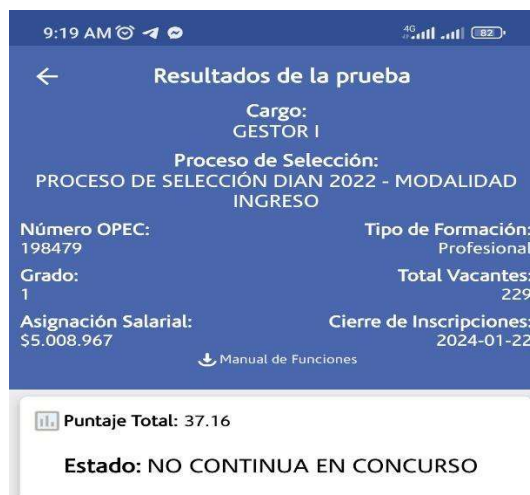 9:19 AM
4G
82
Resultados de la prueba
Cargo:
GESTOR I
Proceso de Selección:
PROCESO DE SELECCIÓN DIAN 2022 - MODALIDAD
INGRESO
Número OPEC: Tipo de Formación:
198479 Profesional
Grado: Total Vacantes:
1 229
Asignación Salarial: Cierre de Inscripciones:
$5.008.967 2024-01-22
Manual de Funciones
Puntaje Total: 37.16
Estado: NO CONTINUA EN CONCURSO